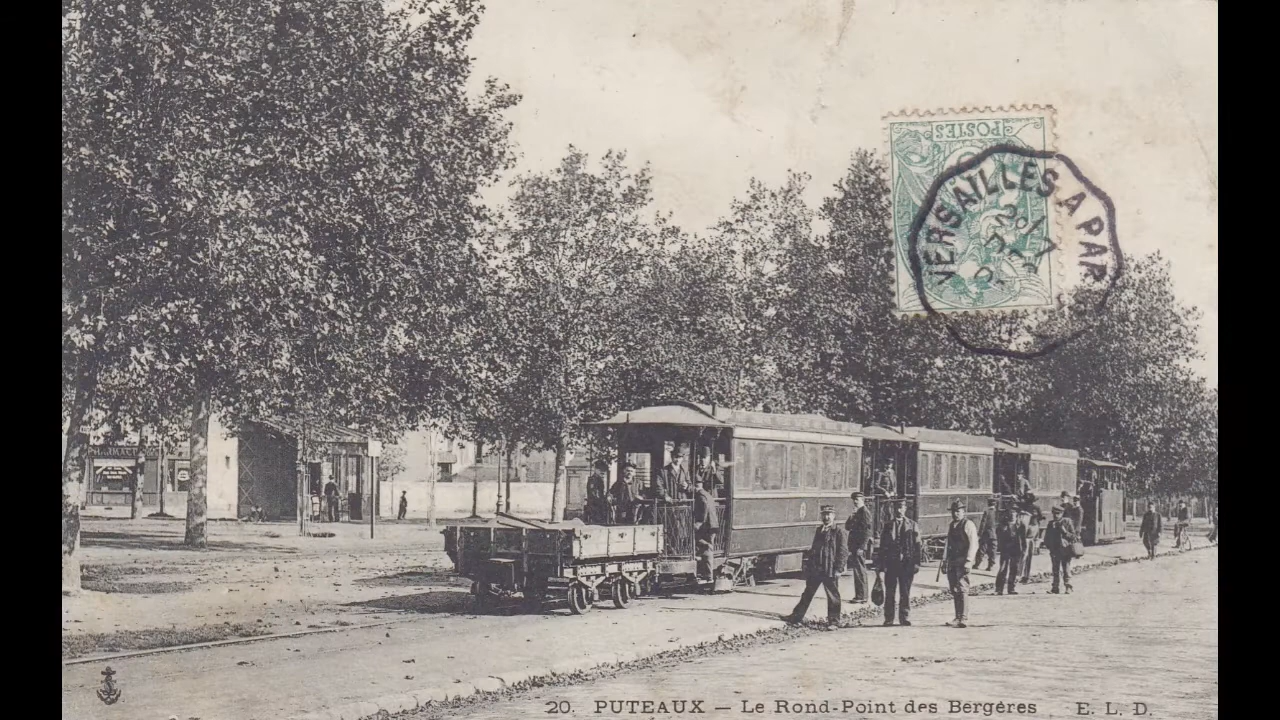 POSTES
VERSAILLES A PAR
PHARMACIE
20. PUTEAUX — Le Rond-Point des Bergères E. L. D.